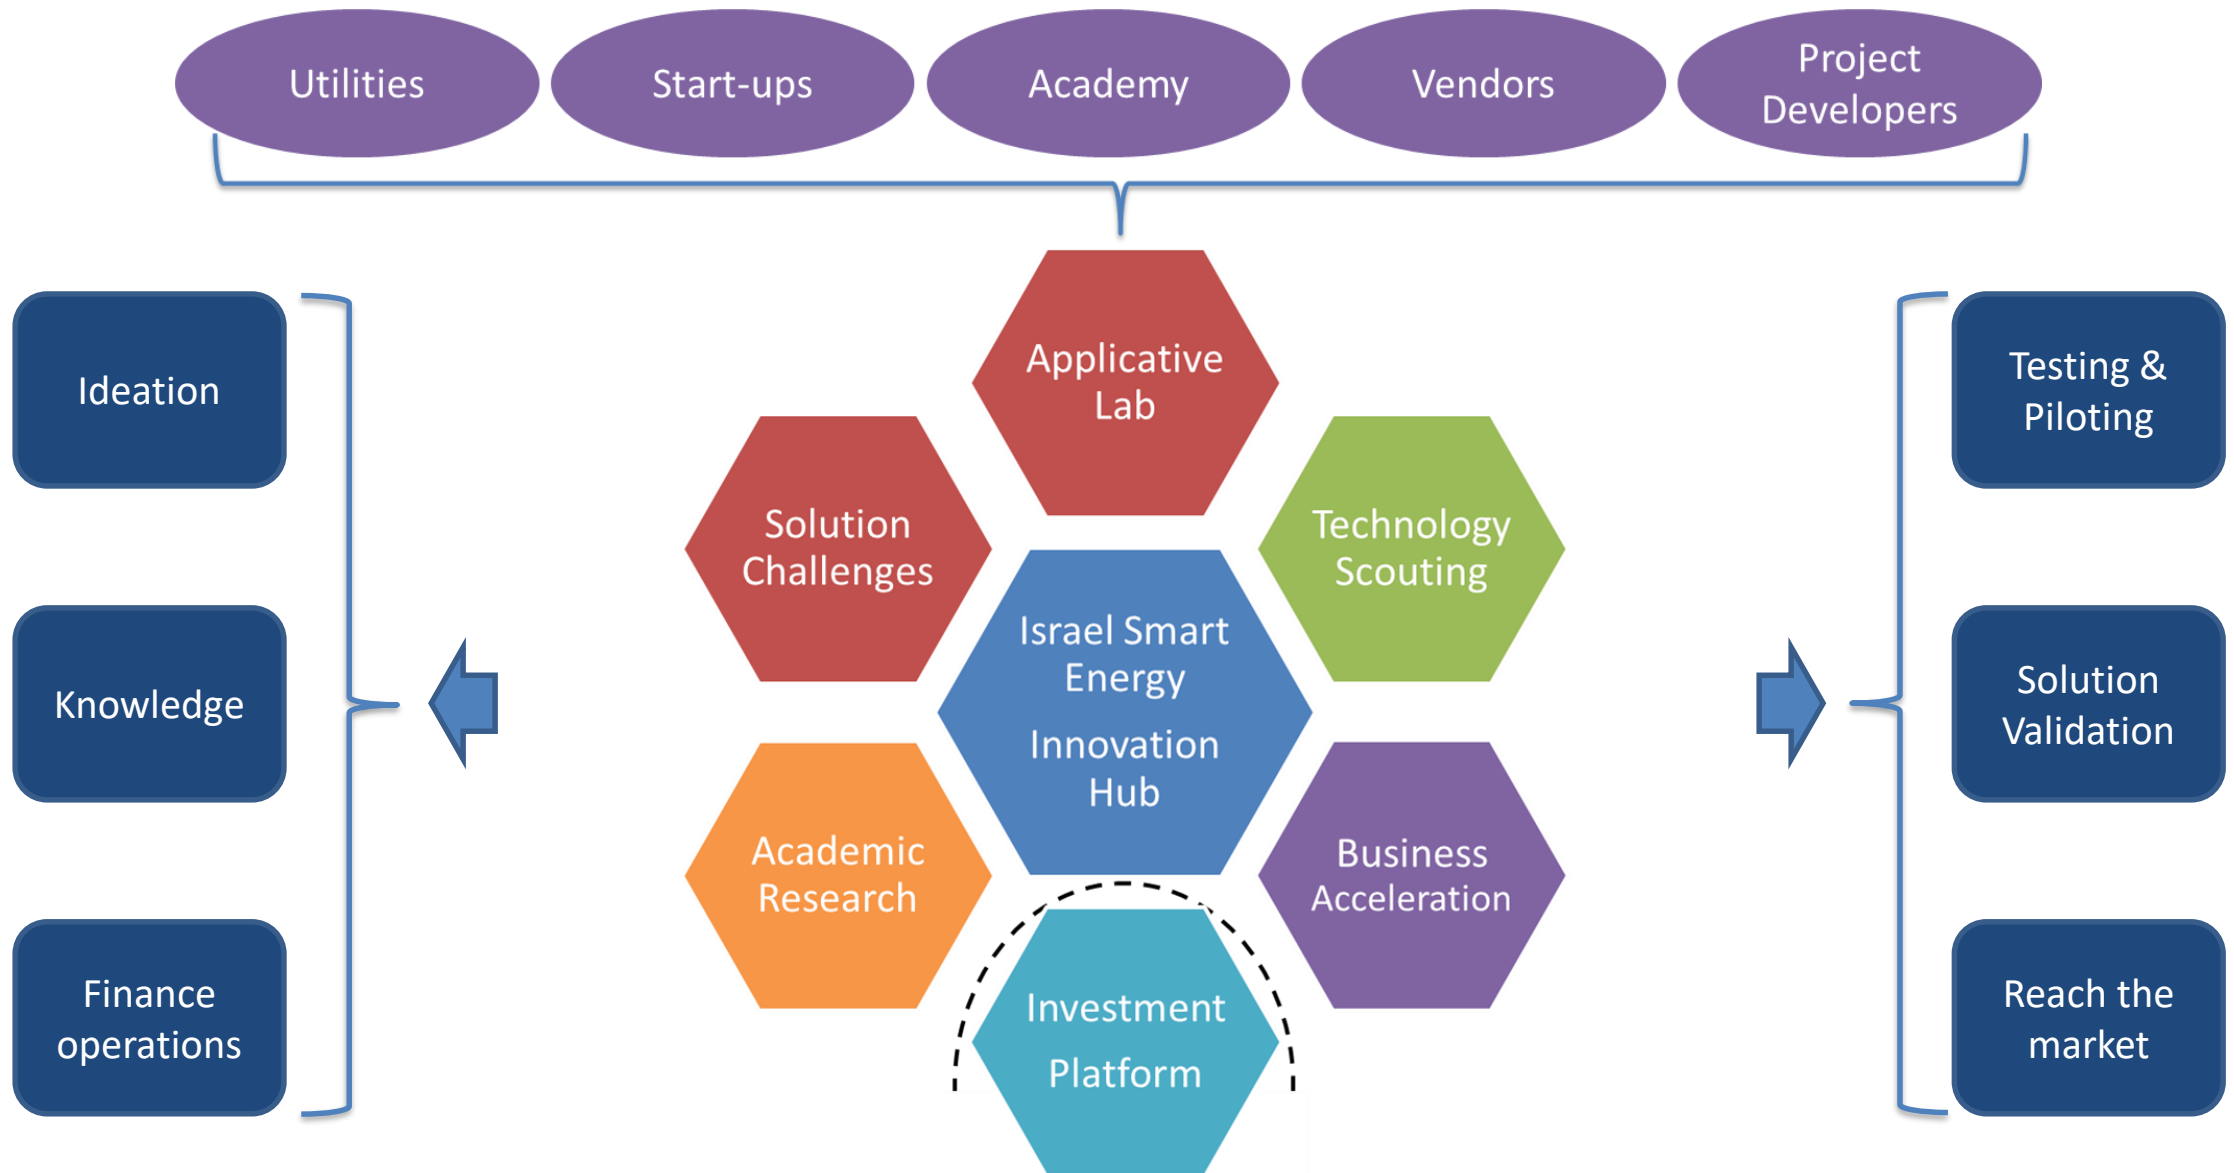 Utilities
Start-ups
Academy
Vendors
Project
Developers
Ideation
Knowledge
Finance
operations
Applicative
Lab
Solution
Challenges
Technology
Scouting
Israel Smart
Energy
Innovation
Hub
Academic
Research
Business
Acceleration
Investment
Platform
Testing &
Piloting
Solution
Validation
Reach the
market